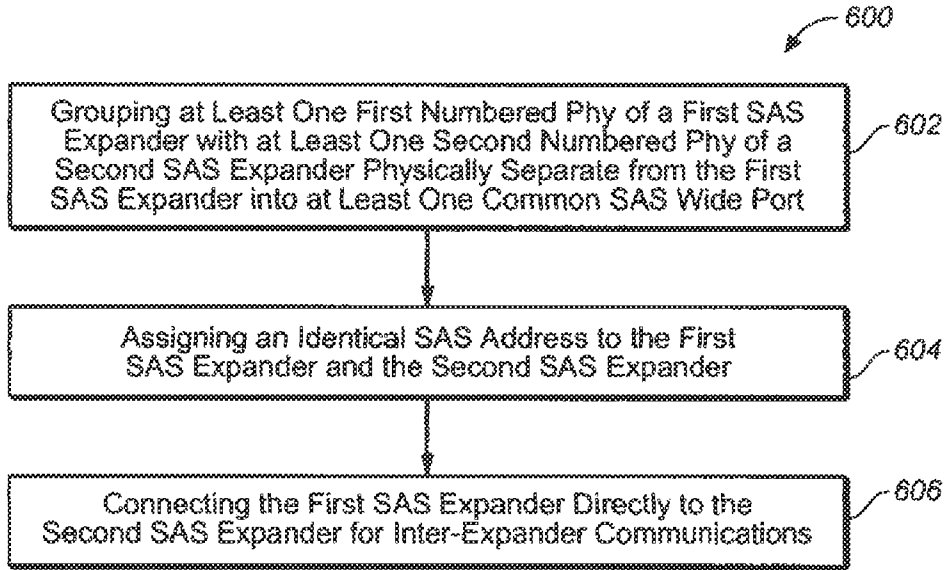 600
Grouping at Least One First Numbered Phy of a First SAS
Expander with at Least One Second Numbered Phy of a
Second SAS Expander Physically Separate from the First
SAS Expander into at Least One Common SAS Wide Port
602
Assigning an Identical SAS Address to the First
SAS Expander and the Second SAS Expander
604
Connecting the First SAS Expander Directly to the
Second SAS Expander for Inter-Expander Communications
606